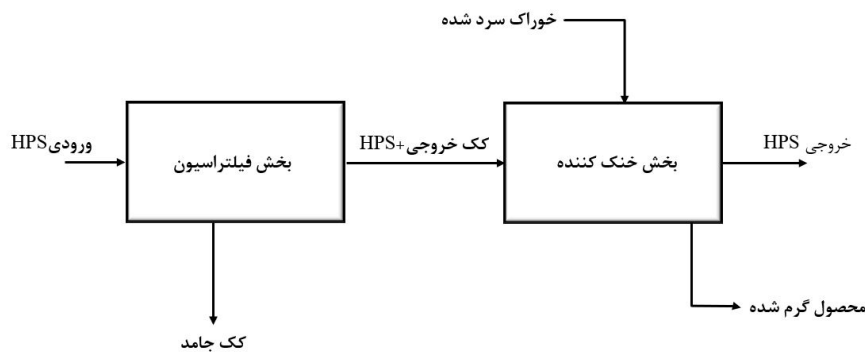 خوراک سرد شده
ورودیHPS
بخش فیلتراسیون
کک خروجی+HPS
بخش خنک کننده
خروجی HPS
محصول گرم شده
کک جامد